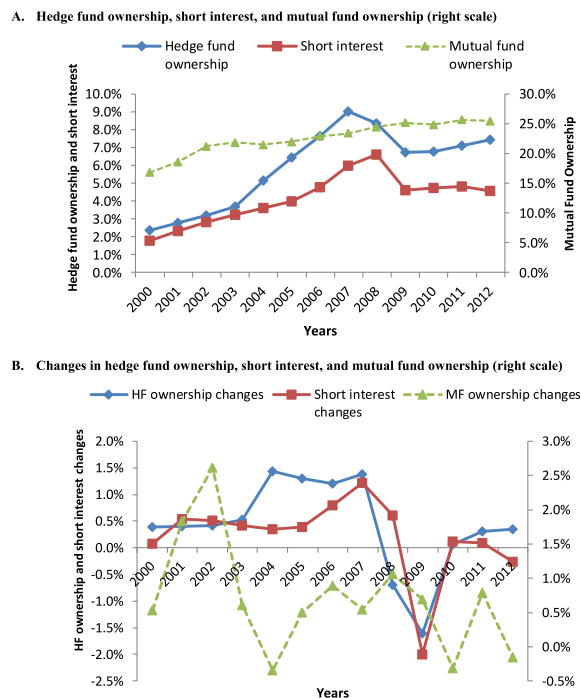 A. Hedge fund ownership, short interest, and mutual fund ownership (right scale)
Hedge fund ownership
Short interest
Mutual fund ownership
Hedge fund ownership and short interest
10.0%
9.0%
8.0%
7.0%
6.0%
5.0%
4.0%
3.0%
2.0%
1.0%
0.0%
30.0%
25.0%
20.0%
15.0%
10.0%
5.0%
0.0%
Mutual Fund Ownership
2000 2001 2002 2003 2004 2005 2006 2007 2008 2009 2010 2011 2012
Years
B. Changes in hedge fund ownership, short interest, and mutual fund ownership (right scale)
HF ownership changes
Short interest changes
MF ownership changes
HF ownership and short interest changes
2.0%
1.5%
1.0%
0.5%
0.0%
-0.5%
-1.0%
-1.5%
-2.0%
-2.5%
3.0%
2.5%
2.0%
1.5%
1.0%
0.5%
0.0%
-0.5%
2000 2001 2002 2003 2004 2005 2006 2007 2008 2009 2010 2011 2012
Years